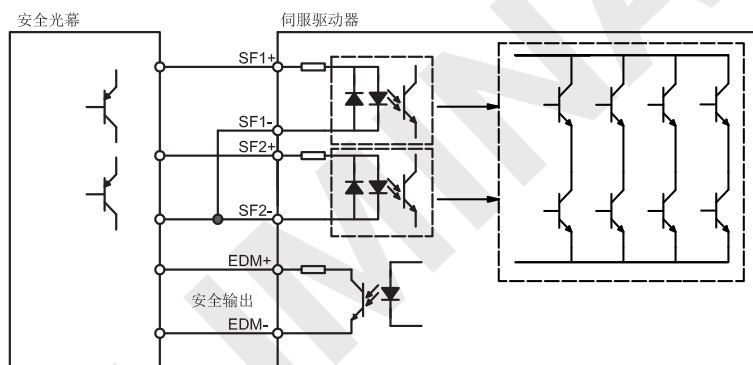 安全光幕
伺服驱动器
SF1+
SF1-
SF2+
SF2-
EDM+
安全输出
EDM-